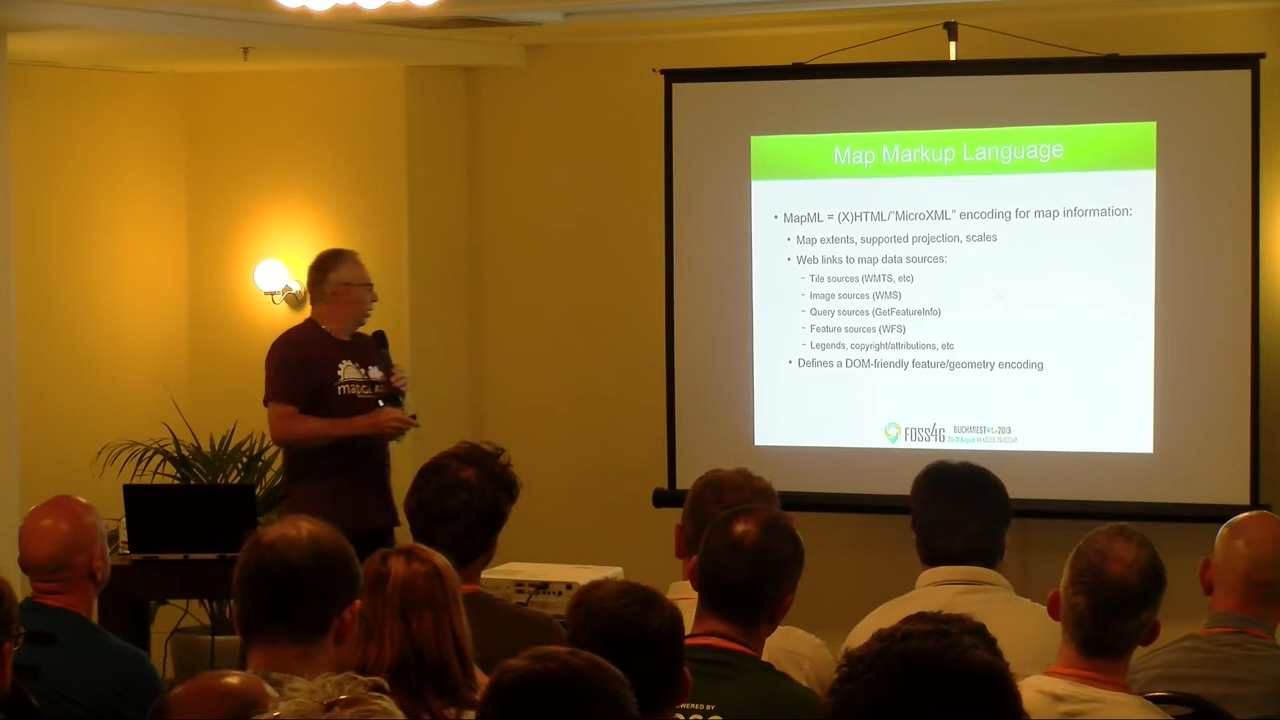 Map Markup Language
• MapML = (X)HTML/"MicroXML" encoding for map information:
• Map extents, supported projection, scales
• Web links to map data sources:
- Tile sources (WMTS, etc)
- Image sources (WMS)
- Query sources (GetFeatureInfo)
- Feature sources (WFS)
- Legends, copyright/attributions, etc
• Defines a DOM-friendly feature/geometry encoding
FOSS4G
BUCHAREST 2019